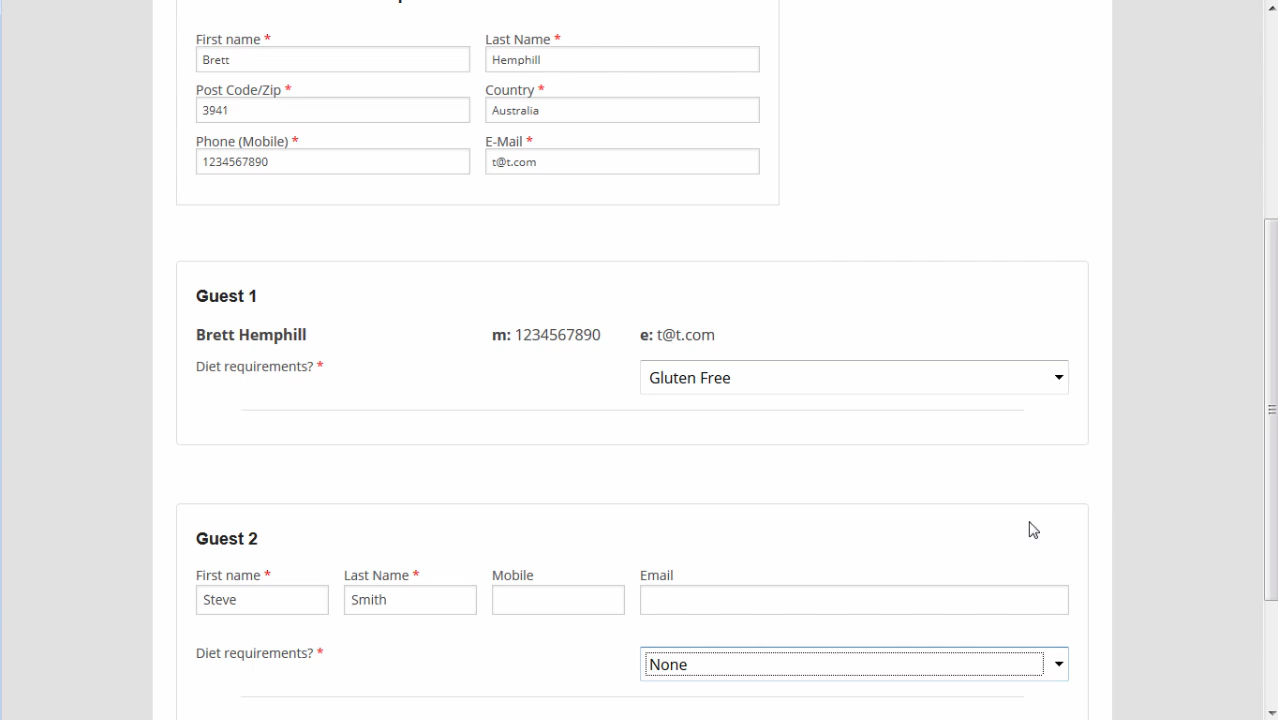 First name * Last Name *
Brett Hemphill
Post Code/Zip * Country *
3941 Australia
Phone (Mobile) * E-Mail *
1234567890 t@t.com
Guest 1
Brett Hemphill m: 1234567890 e: t@t.com
Diet requirements? * Gluten Free
Guest 2
First name * Last Name * Mobile Email
Steve Smith
Diet requirements? * None